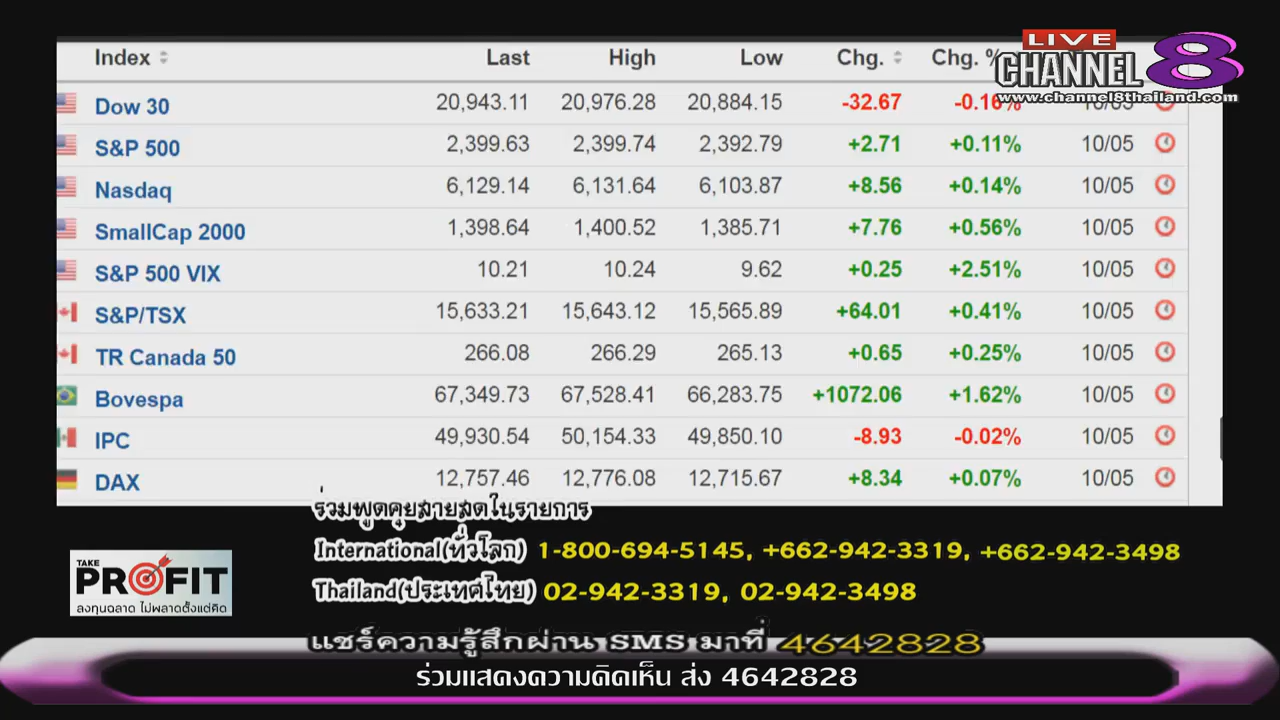 LIVE
CHANNEL 8
www.channel8thailand.com
Index Last High Low Chg. Chg. %
Dow 30 20,943.11 20,976.28 20,884.15 -32.67 -0.16% 10/05
S&P 500 2,399.63 2,399.74 2,392.79 +2.71 +0.11% 10/05
Nasdaq 6,129.14 6,131.64 6,103.87 +8.56 +0.14% 10/05
SmallCap 2000 1,398.64 1,400.52 1,385.71 +7.76 +0.56% 10/05
S&P 500 VIX 10.21 10.24 9.62 +0.25 +2.51% 10/05
S&P/TSX 15,633.21 15,643.12 15,565.89 +64.01 +0.41% 10/05
TR Canada 50 266.08 266.29 265.13 +0.65 +0.25% 10/05
Bovespa 67,349.73 67,528.41 66,283.75 +1072.06 +1.62% 10/05
IPC 49,930.54 50,154.33 49,850.10 -8.93 -0.02% 10/05
DAX 12,757.46 12,776.08 12,715.67 +8.34 +0.07% 10/05
ร่วมพูดคุยสายสดในรายการ
International(ทั่วโลก) 1-800-694-5145, +662-942-3319, +662-942-3498
Thailand(ประเทศไทย) 02-942-3319, 02-942-3498
TAKE
PROFIT
ลงทุนฉลาด ไม่พลาดตั้งแต่คิด
แชร์ความรู้สึกผ่าน SMS มาที่ 4642828
ร่วมแสดงความคิดเห็น ส่ง 4642828